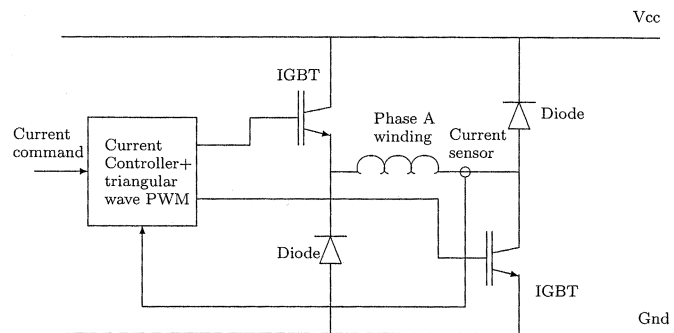 Vcc
IGBT
Phase A
winding
Diode
Current
sensor
Current
command
Current
Controller+
triangular
wave PWM
Diode
IGBT
Gnd